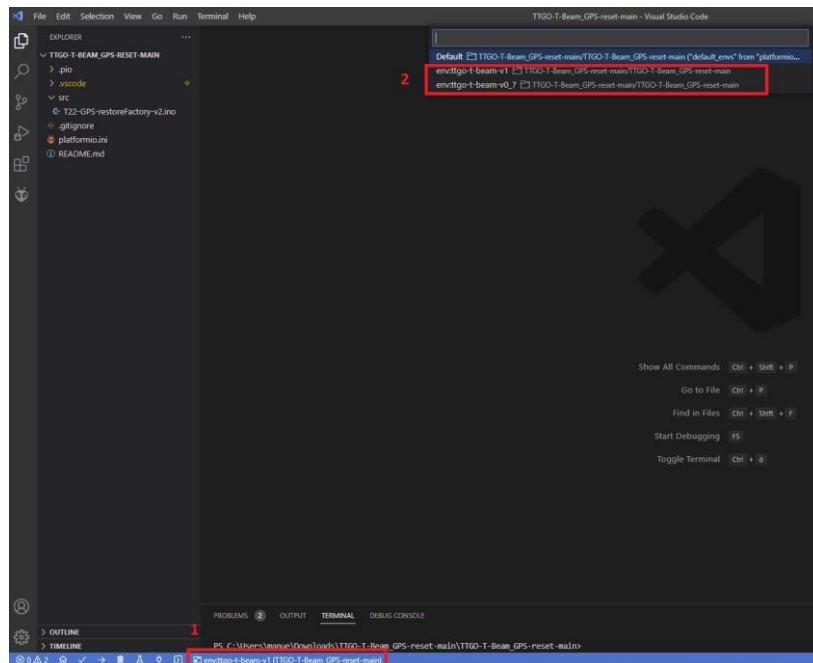 File Edit Selection View Go Run Terminal Help
TTGO-T-Beam_GPS-reset-main - Visual Studio Code
EXPLORER ...
TTGO-T-BEAM_GPS-RESET-MAIN
> .pio
> .vscode
src
T22-GPS-restoreFactory-v2.ino
.gitignore
platformio.ini
README.md
Default TTGO-T-Beam_GPS-reset-main/TTGO-T-Beam_GPS-reset-main ("default_envs" from "platformio...
2
env:ttgo-t-beam-v1 TTGO-T-Beam_GPS-reset-main/TTGO-T-Beam_GPS-reset-main
env:ttgo-t-beam-v0_7 TTGO-T-Beam_GPS-reset-main/TTGO-T-Beam_GPS-reset-main
Show All Commands Ctrl + Shift + P
Go to File Ctrl + P
Find in Files Ctrl + Shift + F
Start Debugging F5
Toggle Terminal Ctrl + ö
PROBLEMS 2 OUTPUT TERMINAL DEBUG CONSOLE
PS C:\Users\manue\Downloads\TTGO-T-Beam_GPS-reset-main\TTGO-T-Beam_GPS-reset-main>
> OUTLINE
> TIMELINE
1
0 2
env:ttgo-t-beam-v1 (TTGO-T-Beam_GPS-reset-main)